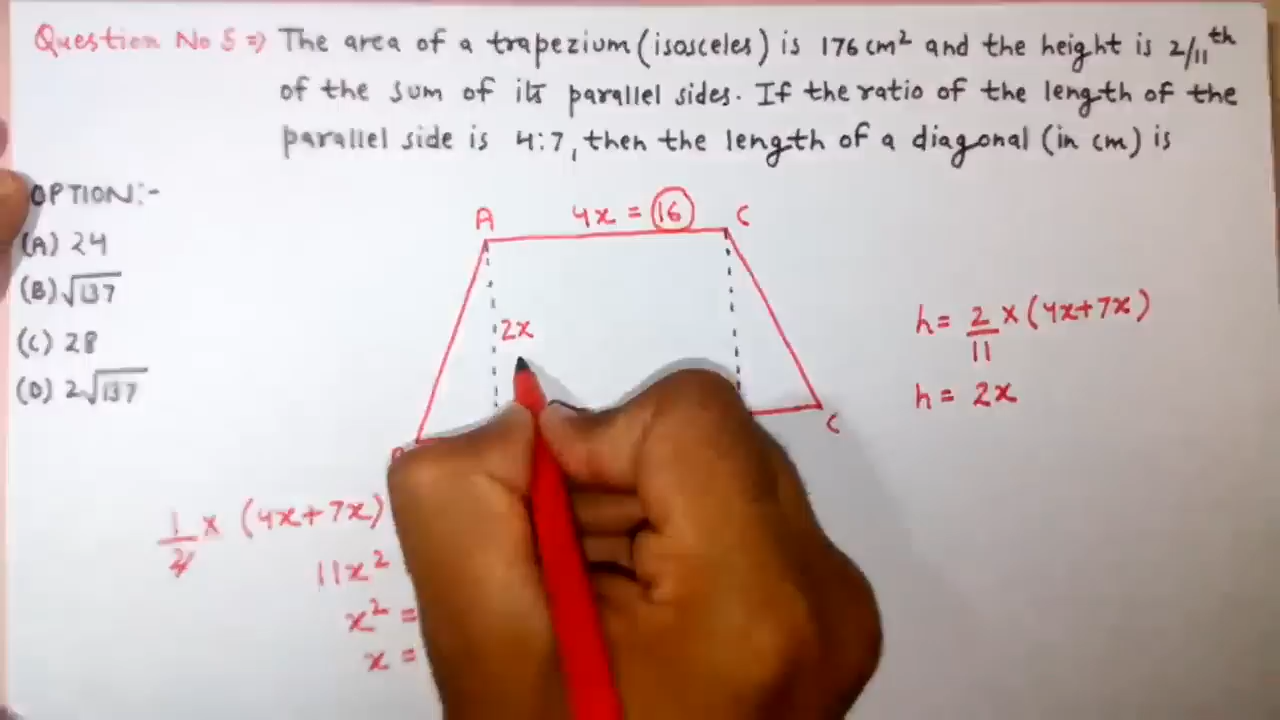 Question No 5 ⇒ The area of a trapezium (isosceles) is 176 cm² and the height is 2/11ᵗʰ
of the sum of its parallel sides. If the ratio of the length of the
parallel side is 4:7, then the length of a diagonal (in cm) is
OPTION:-
(A) 24
(B) √137
(C) 28
(D) 2√137
A 4x = 16 C
2x
C
h = 2/11 × (4x+7x)
h = 2x
1/2 × (4x+7x)
11x²
x² =
x =